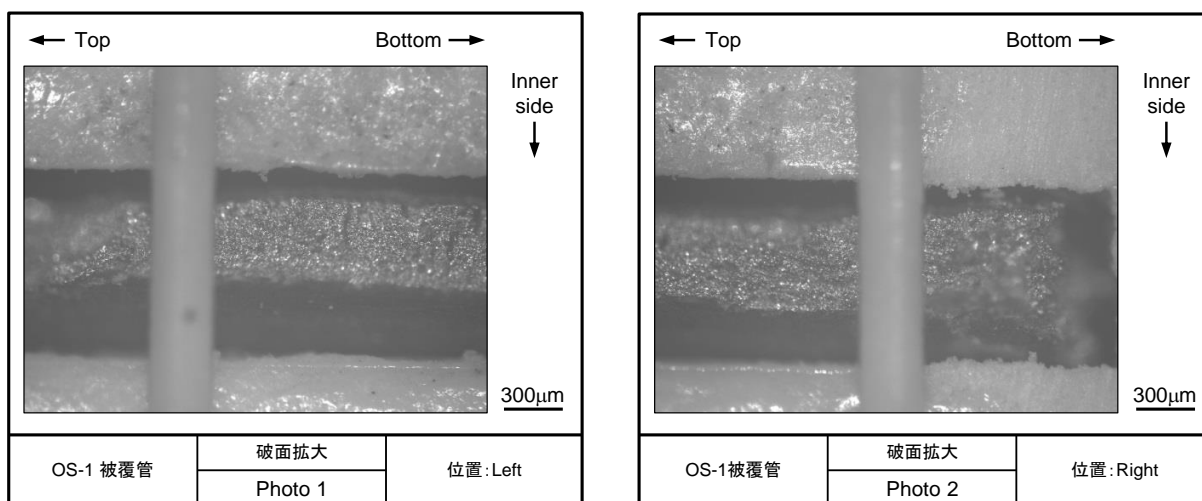 ← Top Bottom →
Inner
side
↓
300μm
OS-1 被覆管
破面拡大
Photo 1
位置:Left
← Top Bottom →
Inner
side
↓
300μm
OS-1被覆管
破面拡大
Photo 2
位置:Right